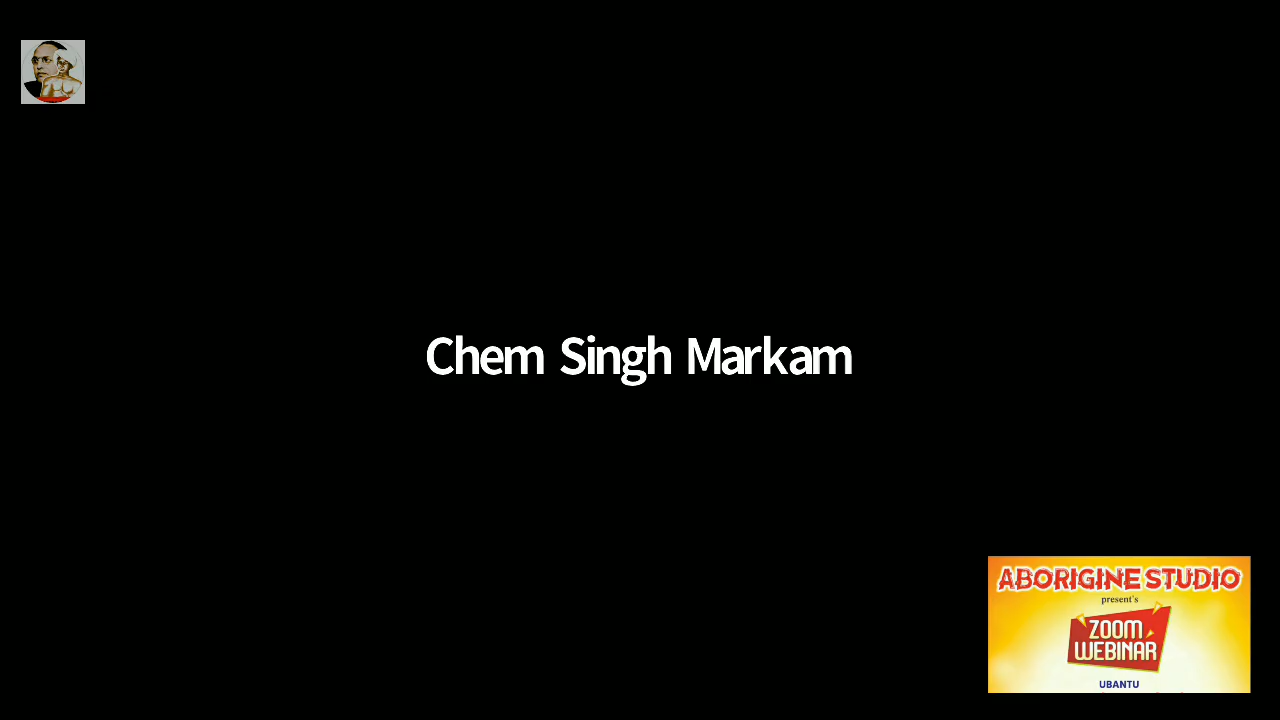 Chem Singh Markam
ABORIGINE STUDIO
present's
ZOOM
WEBINAR
UBANTU